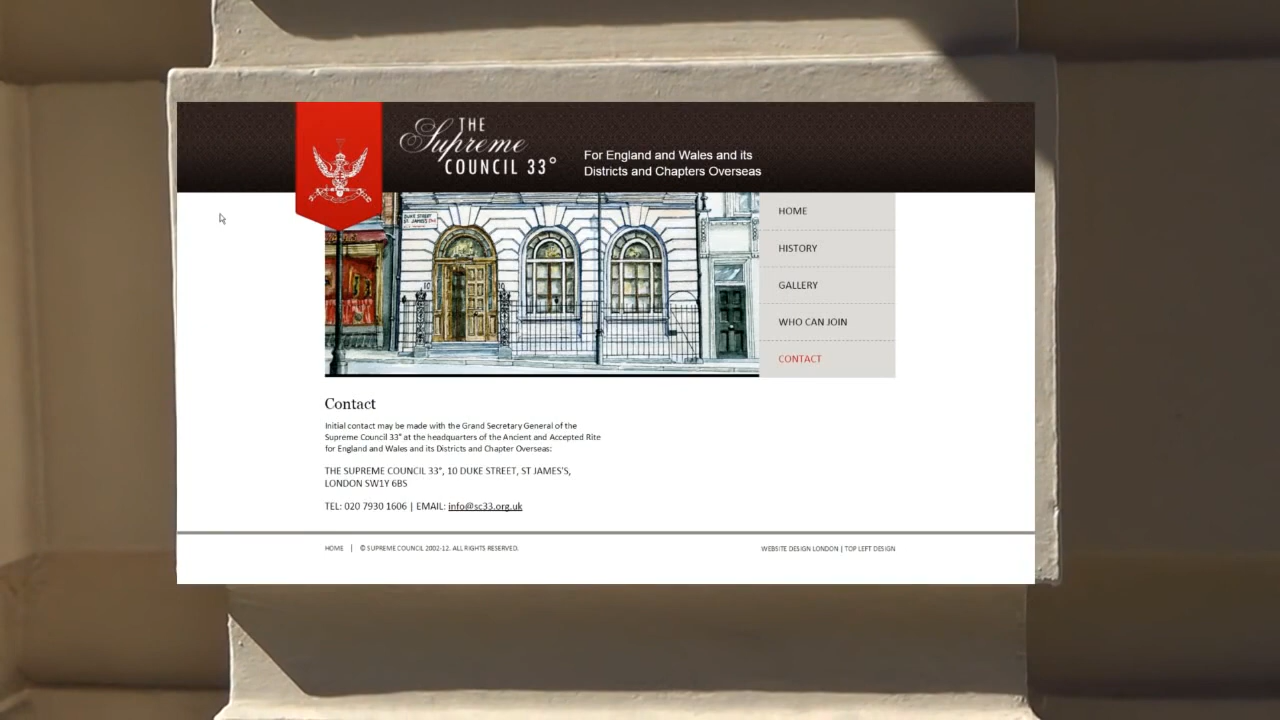 THE
Supreme
COUNCIL 33°
For England and Wales and its
Districts and Chapters Overseas
DUKE STREET
ST. JAMES'S
10
10
HOME
HISTORY
GALLERY
WHO CAN JOIN
CONTACT
Contact
Initial contact may be made with the Grand Secretary General of the
Supreme Council 33° at the headquarters of the Ancient and Accepted Rite
for England and Wales and its Districts and Chapter Overseas:
THE SUPREME COUNCIL 33°, 10 DUKE STREET, ST JAMES'S,
LONDON SW1Y 6BS
TEL: 020 7930 1606 | EMAIL: info@sc33.org.uk
HOME | © SUPREME COUNCIL 2002-12. ALL RIGHTS RESERVED.
WEBSITE DESIGN LONDON | TOP LEFT DESIGN